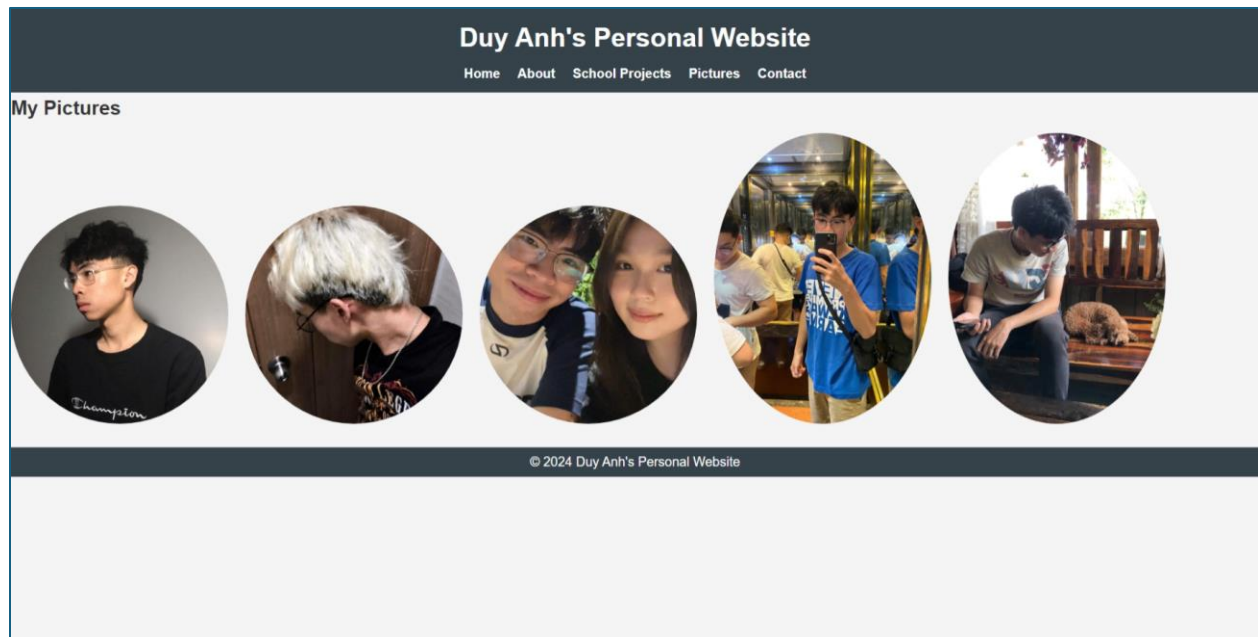 Duy Anh's Personal Website
Home About School Projects Pictures Contact
My Pictures
Champion
© 2024 Duy Anh's Personal Website